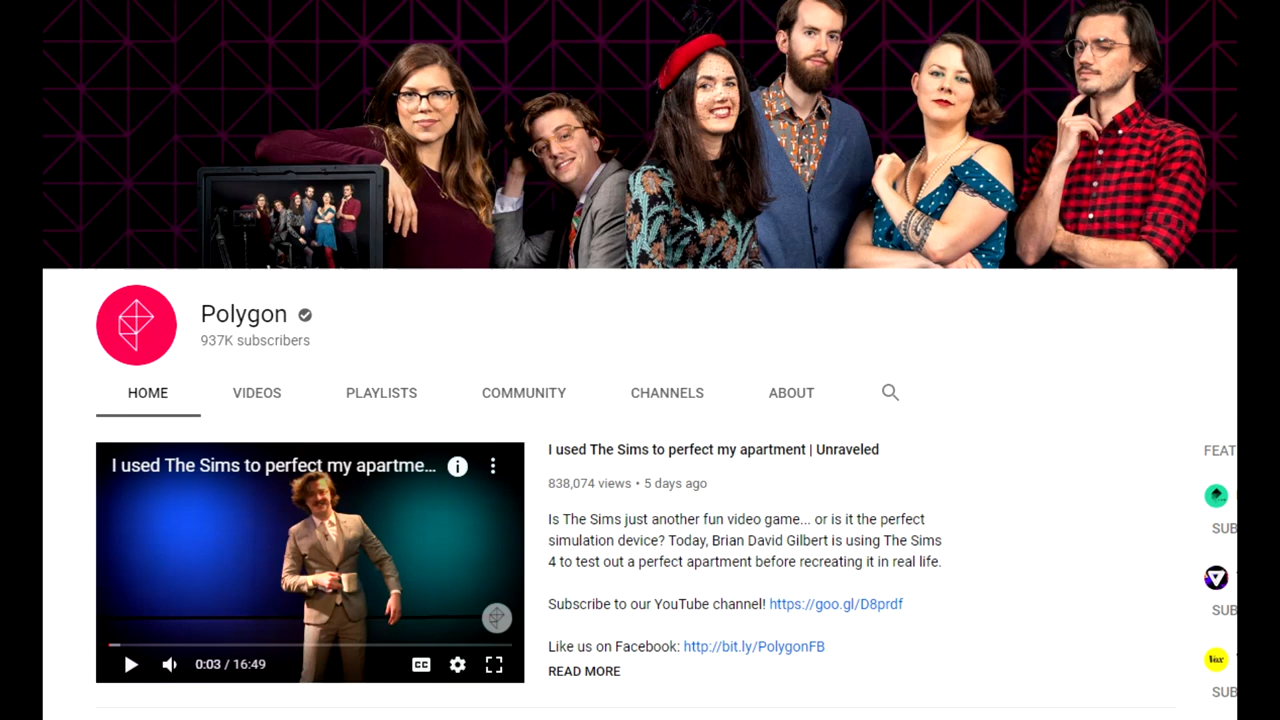 Polygon
937K subscribers
HOME VIDEOS PLAYLISTS COMMUNITY CHANNELS ABOUT
I used The Sims to perfect my apartme...
0:03 / 16:49
CC
I used The Sims to perfect my apartment | Unraveled
838,074 views • 5 days ago
Is The Sims just another fun video game... or is it the perfect
simulation device? Today, Brian David Gilbert is using The Sims
4 to test out a perfect apartment before recreating it in real life.
Subscribe to our YouTube channel! https://goo.gl/D8prdf
Like us on Facebook: http://bit.ly/PolygonFB
READ MORE
FEAT
SUB
SUB
Vox
SUB